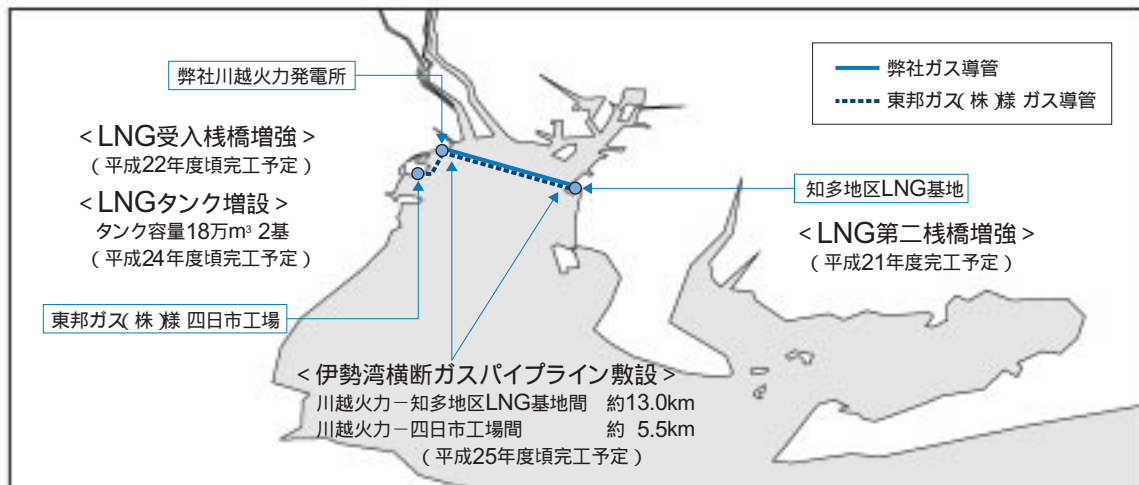 弊社川越火力発電所
弊社ガス導管
東邦ガス(株)様 ガス導管
<LNG受入桟橋増強>
(平成22年度頃完工予定)
<LNGタンク増設>
タンク容量18万m³ 2基
(平成24年度頃完工予定)
知多地区LNG基地
<LNG第二桟橋増強>
(平成21年度完工予定)
東邦ガス(株)様 四日市工場
<伊勢湾横断ガスパイプライン敷設>
川越火力－知多地区LNG基地間 約13.0km
川越火力－四日市工場間 約 5.5km
(平成25年度頃完工予定)